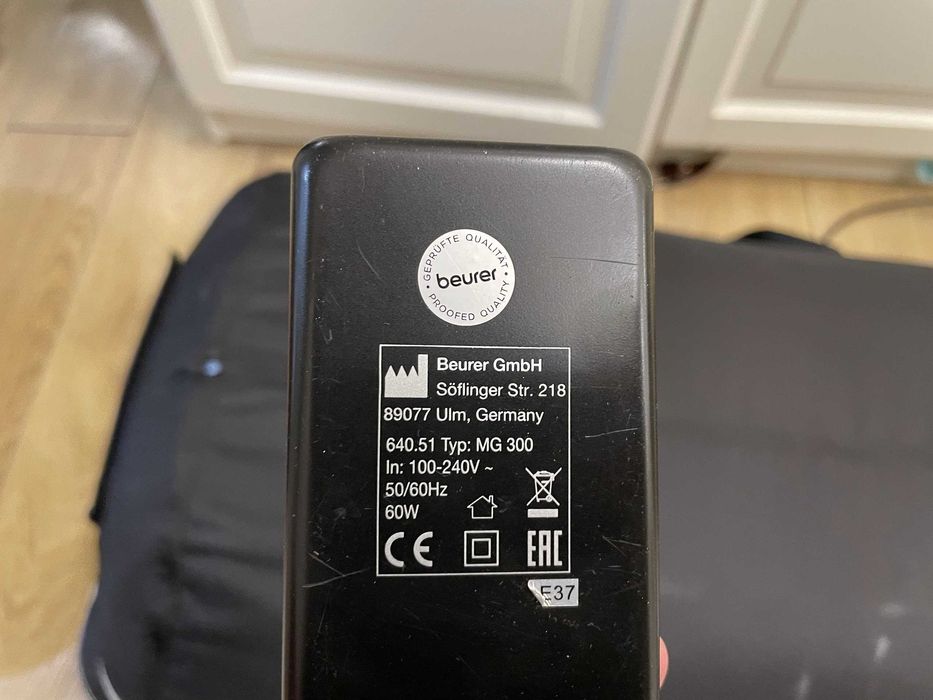 GEPRÜFTE QUALITÄT
beurer
PROOFED QUALITY
Beurer GmbH
Söflinger Str. 218
89077 Ulm, Germany
640.51 Typ: MG 300
In: 100-240V ~
50/60Hz
60W
CE
EAC
E37